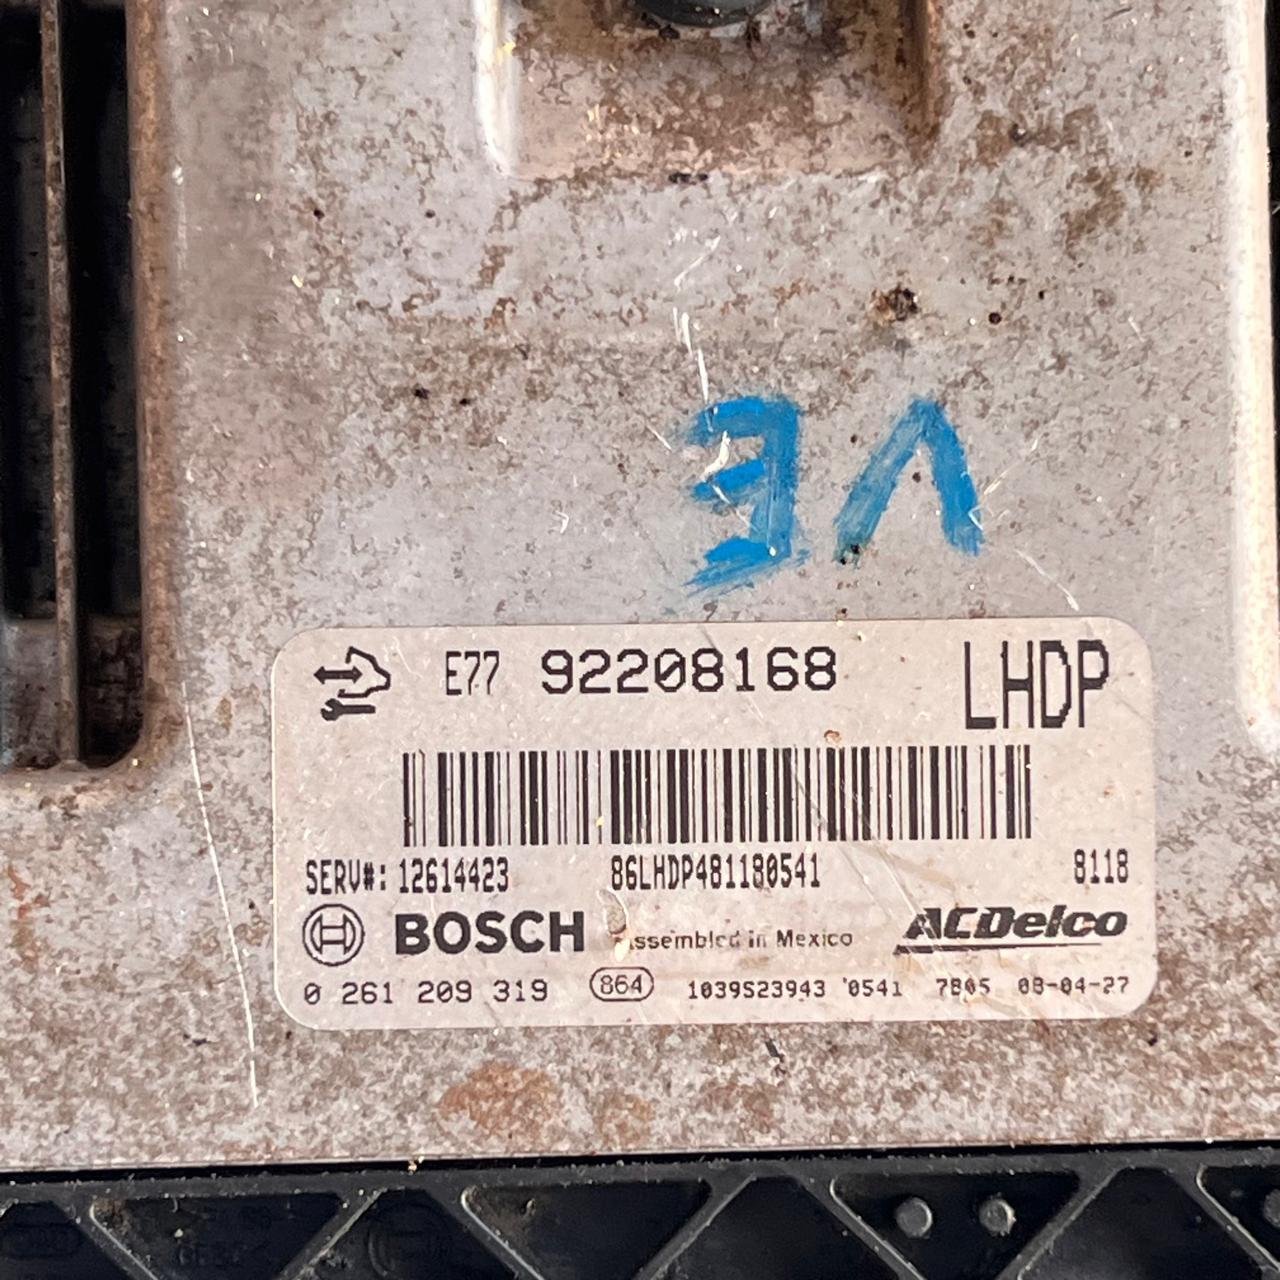 VE
E77 92208168 LHDP
SERV#: 12614423 86LHDP481180541 8118
BOSCH Assembled in Mexico ACDelco
0 261 209 319 864 1039S23943 0541 7805 08-04-27